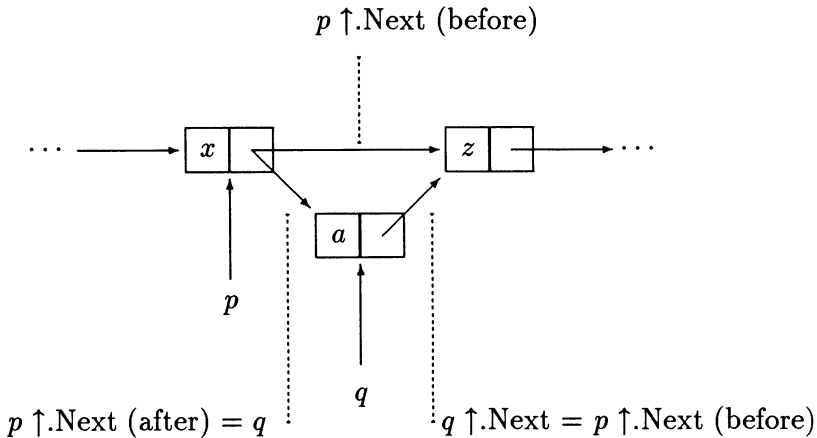 p ↑.Next (before)
··· x z ···
a
p
q
p ↑.Next (after) = q
q ↑.Next = p ↑.Next (before)